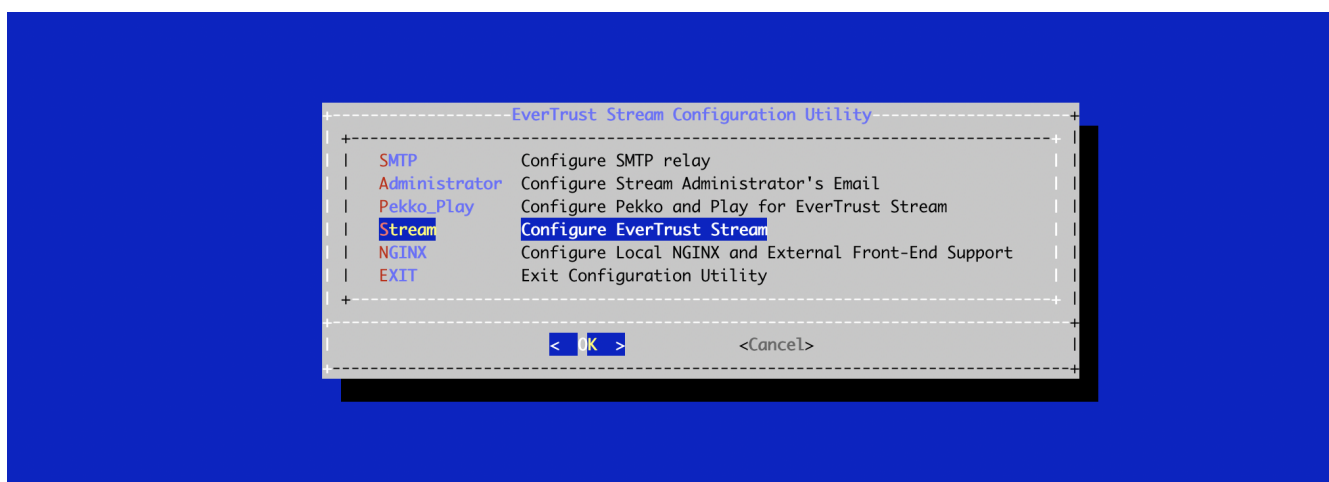 EverTrust Stream Configuration Utility
SMTP Configure SMTP relay
Administrator Configure Stream Administrator's Email
Pekko_Play Configure Pekko and Play for EverTrust Stream
Stream Configure EverTrust Stream
NGINX Configure Local NGINX and External Front-End Support
EXIT Exit Configuration Utility
< OK > <Cancel>